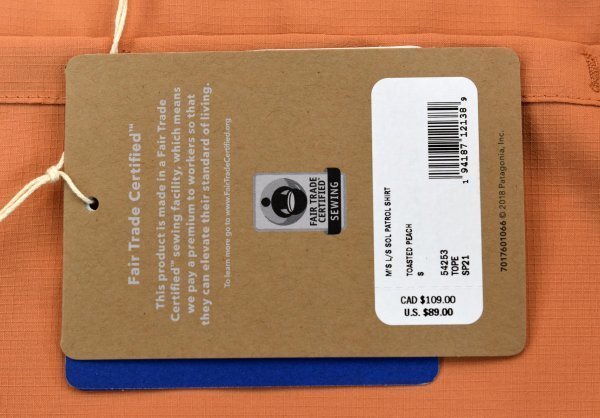 Fair Trade Certified™
This product is made in a Fair Trade
Certified™ sewing facility, which means
we pay a premium to workers so that
they can elevate their standard of living.
To learn more go to www.FairTradeCertified.org
FAIR TRADE
CERTIFIED™
SEWING
1 94187 12138 9
M'S L/S SOL PATROL SHIRT
TOASTED PEACH
S
54253
TOPE
SP21
CAD $109.00
U.S. $89.00
7017601066 © 2018 Patagonia, Inc.